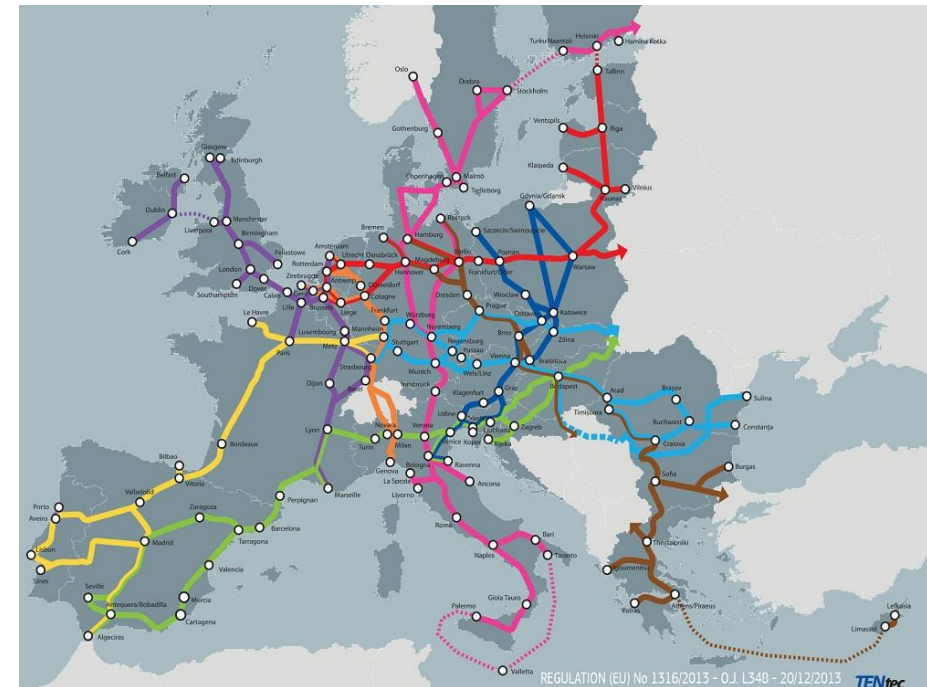 Helsinki
Turku Naantali
Hamina Kotka
Oslo
Örebro
Stockholm
Tallinn
Gothenburg
Ventspils
Riga
Glasgow
Edinburgh
Klaipeda
Belfast
Copenhagen
Malmö
Trelleborg
Vilnius
Kaunas
Gdynia/Gdansk
Dublin
Liverpool
Manchester
Rostock
Bremen
Hamburg
Szczecin/Swinoujscie
Birmingham
Cork
Felixstowe
Amsterdam
Utrecht
Osnabrück
Magdeburg
Berlin
Poznan
Warsaw
London
Rotterdam
Zeebrugge
Antwerp
Hannover
Frankfurt/Oder
Southampton
Dover
Calais
Düsseldorf
Cologne
Dresden
Wroclaw
Lille
Brussels
Liege
Prague
Katowice
Le Havre
Frankfurt
Ostrava
Luxembourg
Mannheim
Würzburg
Nuremberg
Brno
Zilina
Paris
Metz
Stuttgart
Regensburg
Passau
Vienna
Bratislava
Strasbourg
Munich
Wels/Linz
Dijon
Basel
Innsbruck
Klagenfurt
Graz
Budapest
Arad
Braşov
Sulina
Udine
Timişoara
Lyon
Novara
Verona
Venice
Koper
Ljubljana
Zagreb
Bucharest
Constanţa
Turin
Milan
Rijeka
Craiova
Bordeaux
Bologna
Bilbao
Genova
Ravenna
Sofia
Burgas
Vitoria
La Spezia
Ancona
Livorno
Marseille
Valladolid
Perpignan
Porto
Aveiro
Zaragoza
Roma
Barcelona
Bari
Madrid
Tarragona
Thessaloniki
Lisbon
Naples
Taranto
Sines
Valencia
Igoumenitsa
Seville
Murcia
Gioia Tauro
Palermo
Patras
Athens/Piraeus
Antequera/Bobadilla
Cartagena
Lefkosia
Limassol
Algeciras
Valletta
REGULATION (EU) No 1316/2013 - O.J. L348 - 20/12/2013
TENtec